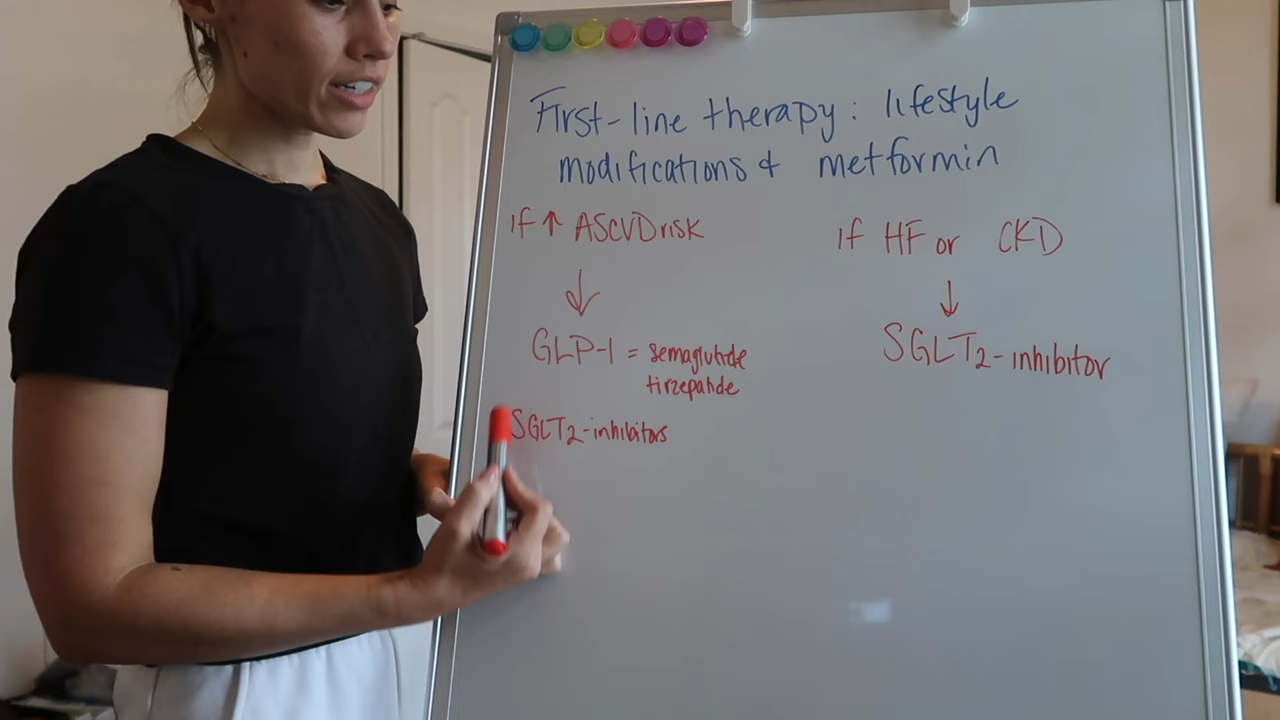 First-line therapy: lifestyle
modifications & metformin
If ↑ ASCVD risk
↓
GLP-1 = semaglutide
tirzepatide
SGLT2-inhibitors
If HF or CKD
↓
SGLT2-inhibitor